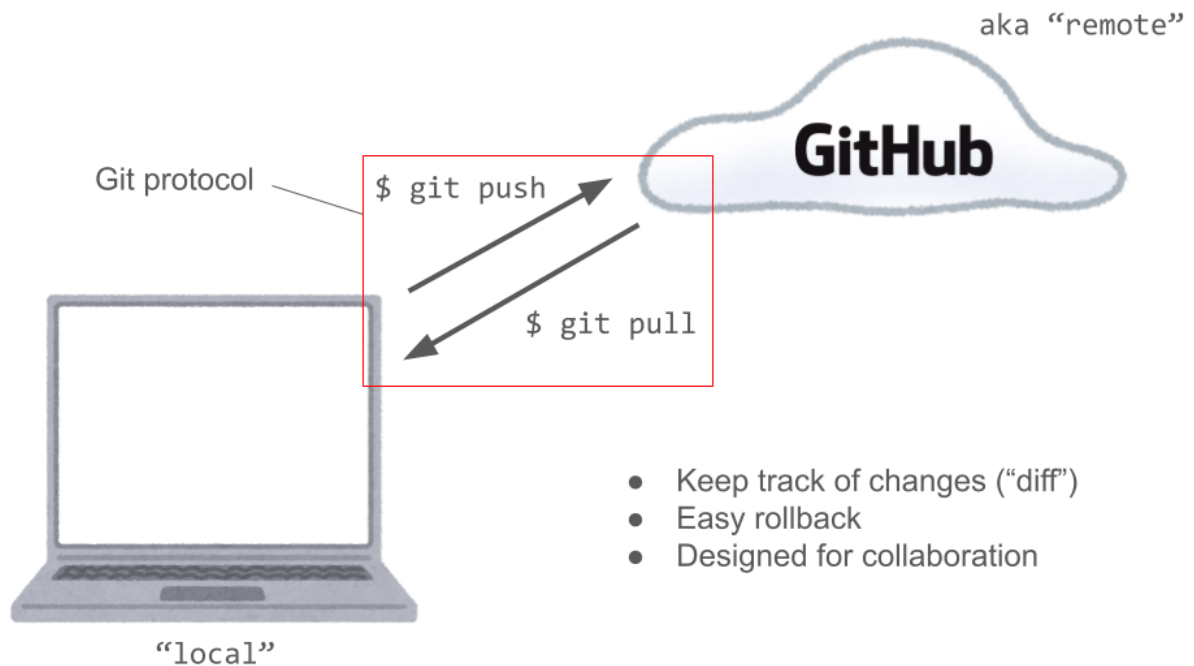 aka “remote”
GitHub
Git protocol
$ git push
$ git pull
● Keep track of changes (“diff”)
● Easy rollback
● Designed for collaboration
“local”